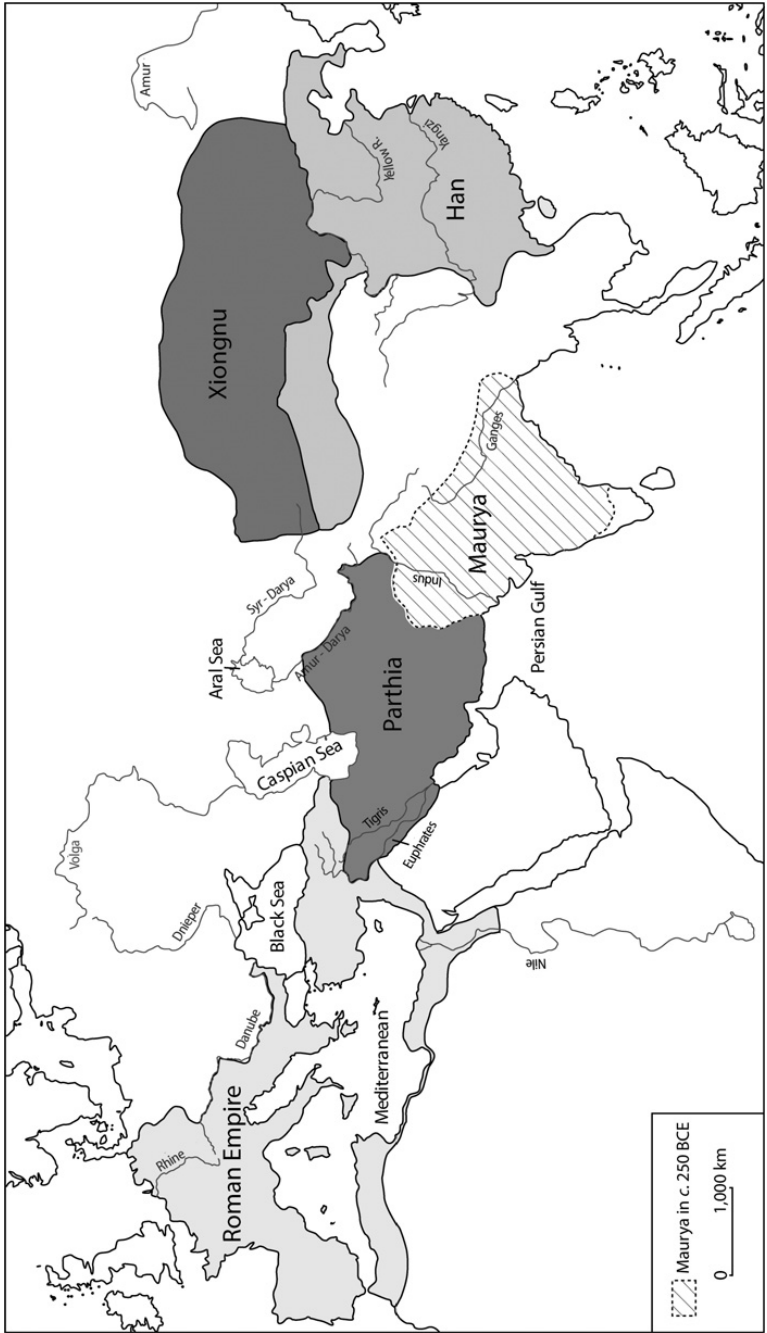 Amur
Xiongnu
Yellow R.
Yangzi
Han
Syr – Darya
Aral Sea
Amur – Darya
Ganges
Maurya
Indus
Persian Gulf
Parthia
Caspian Sea
Tigris
Euphrates
Volga
Dnieper
Black Sea
Danube
Nile
Mediterranean
Rhine
Roman Empire
Maurya in c. 250 BCE
0 1,000 km